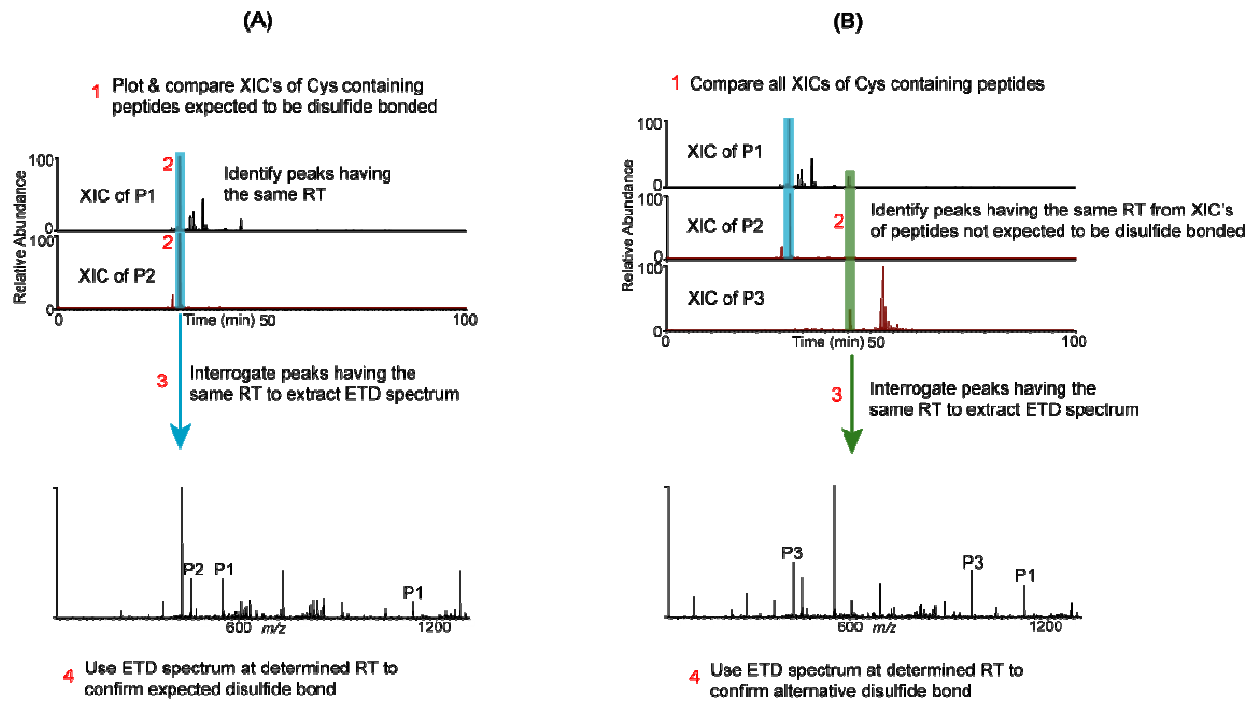 (A)
1 Plot & compare XIC's of Cys containing
peptides expected to be disulfide bonded
Relative Abundance
100
0
XIC of P1
2
Identify peaks having
the same RT
100
0
XIC of P2
2
0
Time (min) 50
100
3 Interrogate peaks having the
same RT to extract ETD spectrum
P2
P1
P1
600
m/z
1200
4 Use ETD spectrum at determined RT to
confirm expected disulfide bond
(B)
1 Compare all XICs of Cys containing peptides
Relative Abundance
100
0
XIC of P1
100
0
XIC of P2
2 Identify peaks having the same RT from XIC's
of peptides not expected to be disulfide bonded
100
0
XIC of P3
0
Time (min) 50
100
3 Interrogate peaks having the
same RT to extract ETD spectrum
P3
P3
P1
600
m/z
1200
4 Use ETD spectrum at determined RT to
confirm alternative disulfide bond